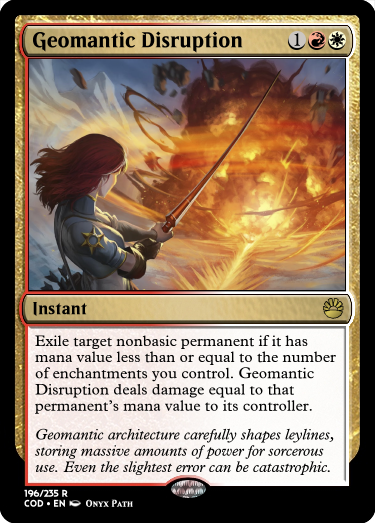 Geomantic Disruption 1
Instant
Exile target nonbasic permanent if it has
mana value less than or equal to the number
of enchantments you control. Geomantic
Disruption deals damage equal to that
permanent's mana value to its controller.
Geomantic architecture carefully shapes leylines,
storing massive amounts of power for sorcerous
use. Even the slightest error can be catastrophic.
196/235 R
COD • EN Onyx Path